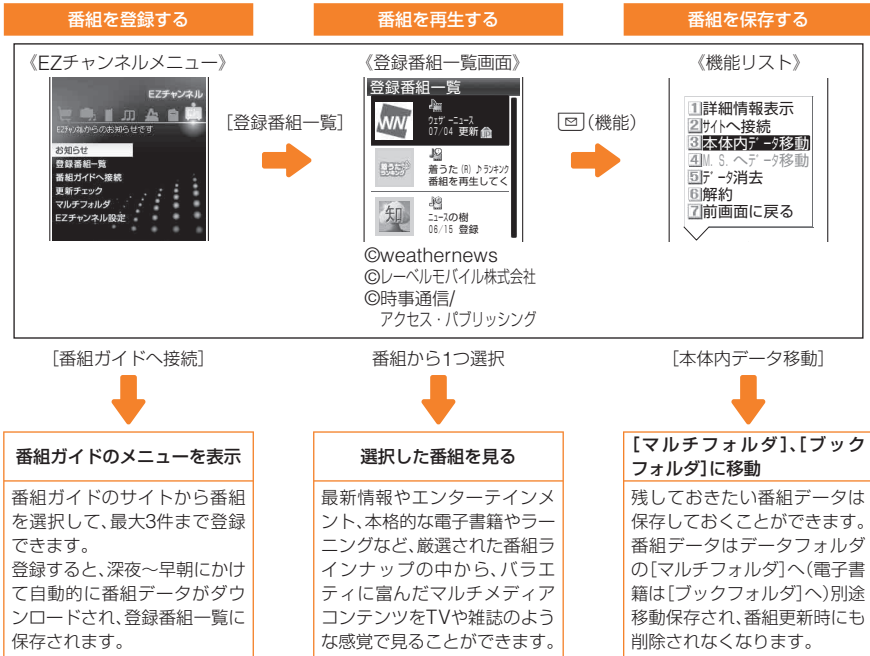 番組を登録する
番組を再生する
番組を保存する
《EZチャンネルメニュー》
EZチャンネル
EZチャンネルからのお知らせです
お知らせ
登録番組一覧
番組ガイドへ接続
更新チェック
マルチフォルダ
EZチャンネル設定
[登録番組一覧]
《登録番組一覧画面》
登録番組一覧
WN
ウェザーニュース
07/04 更新
着うた(R)♪ランキング
番組を再生してく
知
ニュースの樹
06/15 登録
©weathernews
©レーベルモバイル株式会社
©時事通信/
アクセス・パブリッシング
(機能)
《機能リスト》
1詳細情報表示
2サイトへ接続
3本体内データ移動
4M.S.へデータ移動
5データ消去
6解約
7前画面に戻る
[番組ガイドへ接続]
番組から1つ選択
[本体内データ移動]
番組ガイドのメニューを表示
番組ガイドのサイトから番組
を選択して、最大3件まで登録
できます。
登録すると、深夜〜早朝にかけ
て自動的に番組データがダウ
ンロードされ、登録番組一覧に
保存されます。
選択した番組を見る
最新情報やエンターテインメ
ント、本格的な電子書籍やラー
ニングなど、厳選された番組ラ
インナップの中から、バラエ
ティに富んだマルチメディア
コンテンツをTVや雑誌のよう
な感覚で見ることができます。
[マルチフォルダ]、[ブック
フォルダ]に移動
残しておきたい番組データは
保存しておくことができます。
番組データはデータフォルダ
の[マルチフォルダ]へ(電子書
籍は[ブックフォルダ]へ)別途
移動保存され、番組更新時にも
削除されなくなります。